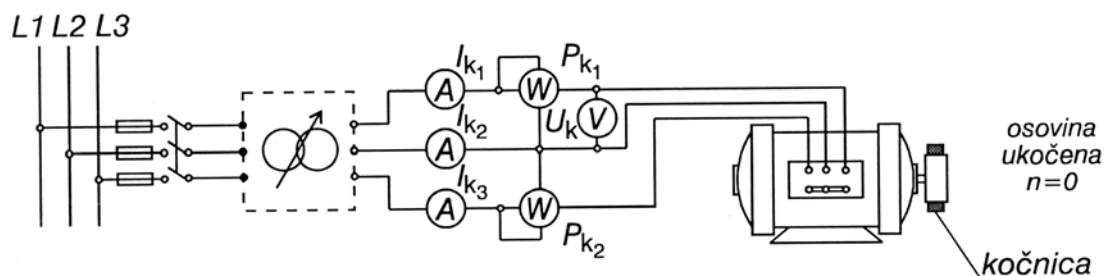 L1 L2 L3
A
I_k1
W
P_k1
U_k
V
A
I_k2
A
I_k3
W
P_k2
osovina
ukočena
n=0
kočnica